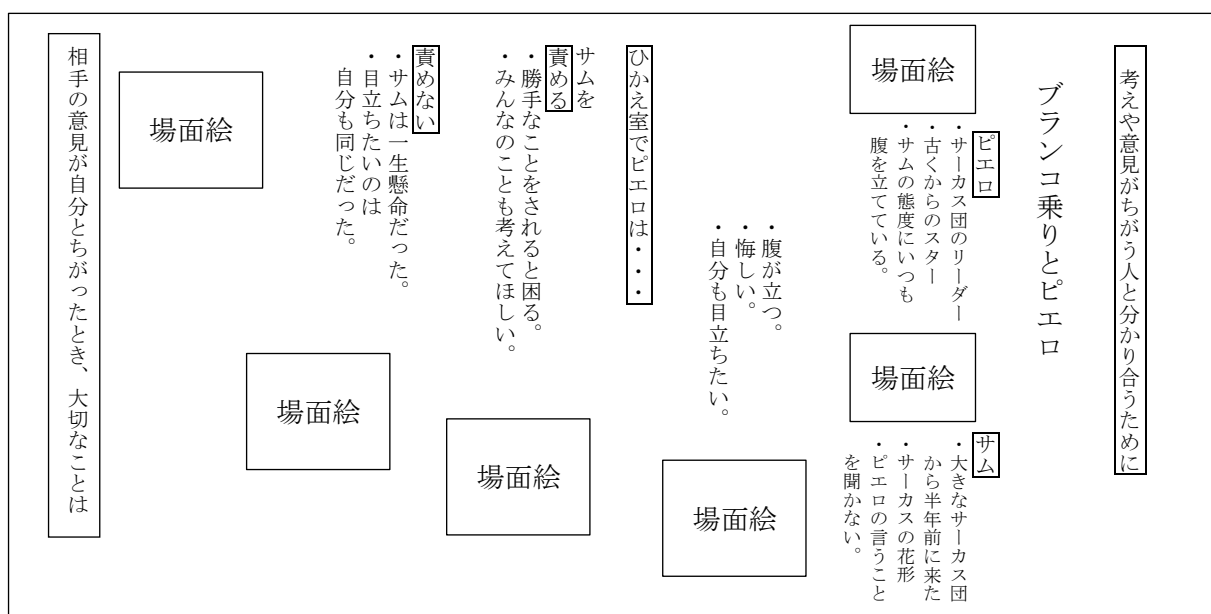 考えや意見がちがう人と分かり合うために
ブランコ乗りとピエロ
場面絵
ピエロ
・サーカス団のリーダー
・古くからのスター
・サムの態度にいつも
腹を立てている。
場面絵
サム
・大きなサーカス団
から半年前に来た
・サーカスの花形
・ピエロの言うこと
を聞かない。
・腹が立つ。
・悔しい。
・自分も目立ちたい。
場面絵
ひかえ室でピエロは・・・
サムを
責める
・勝手なことをされると困る。
・みんなのことも考えてほしい。
場面絵
責めない
・サムは一生懸命だった。
・目立ちたいのは
自分も同じだった。
場面絵
場面絵
相手の意見が自分とちがったとき、大切なことは